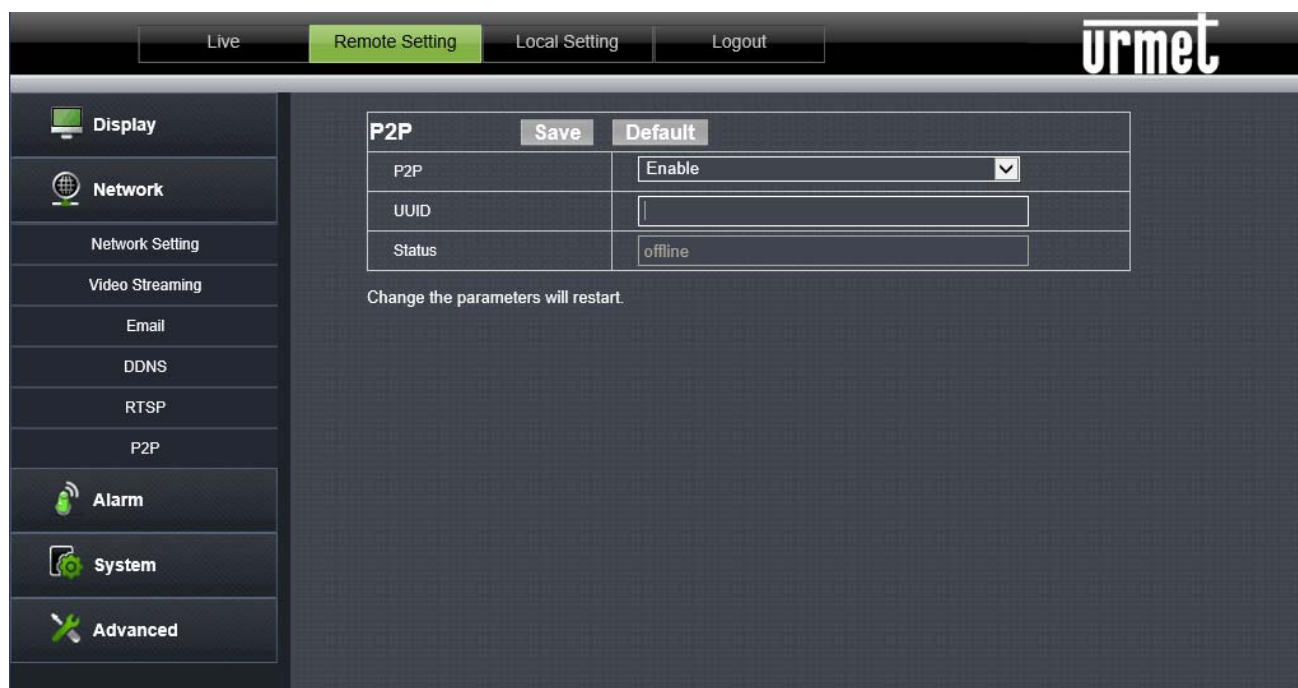 Live Remote Setting Local Setting Logout urmet
Display
Network
Network Setting
Video Streaming
Email
DDNS
RTSP
P2P
Alarm
System
Advanced
P2P Save Default
P2P Enable
UUID
Status offline
Change the parameters will restart.